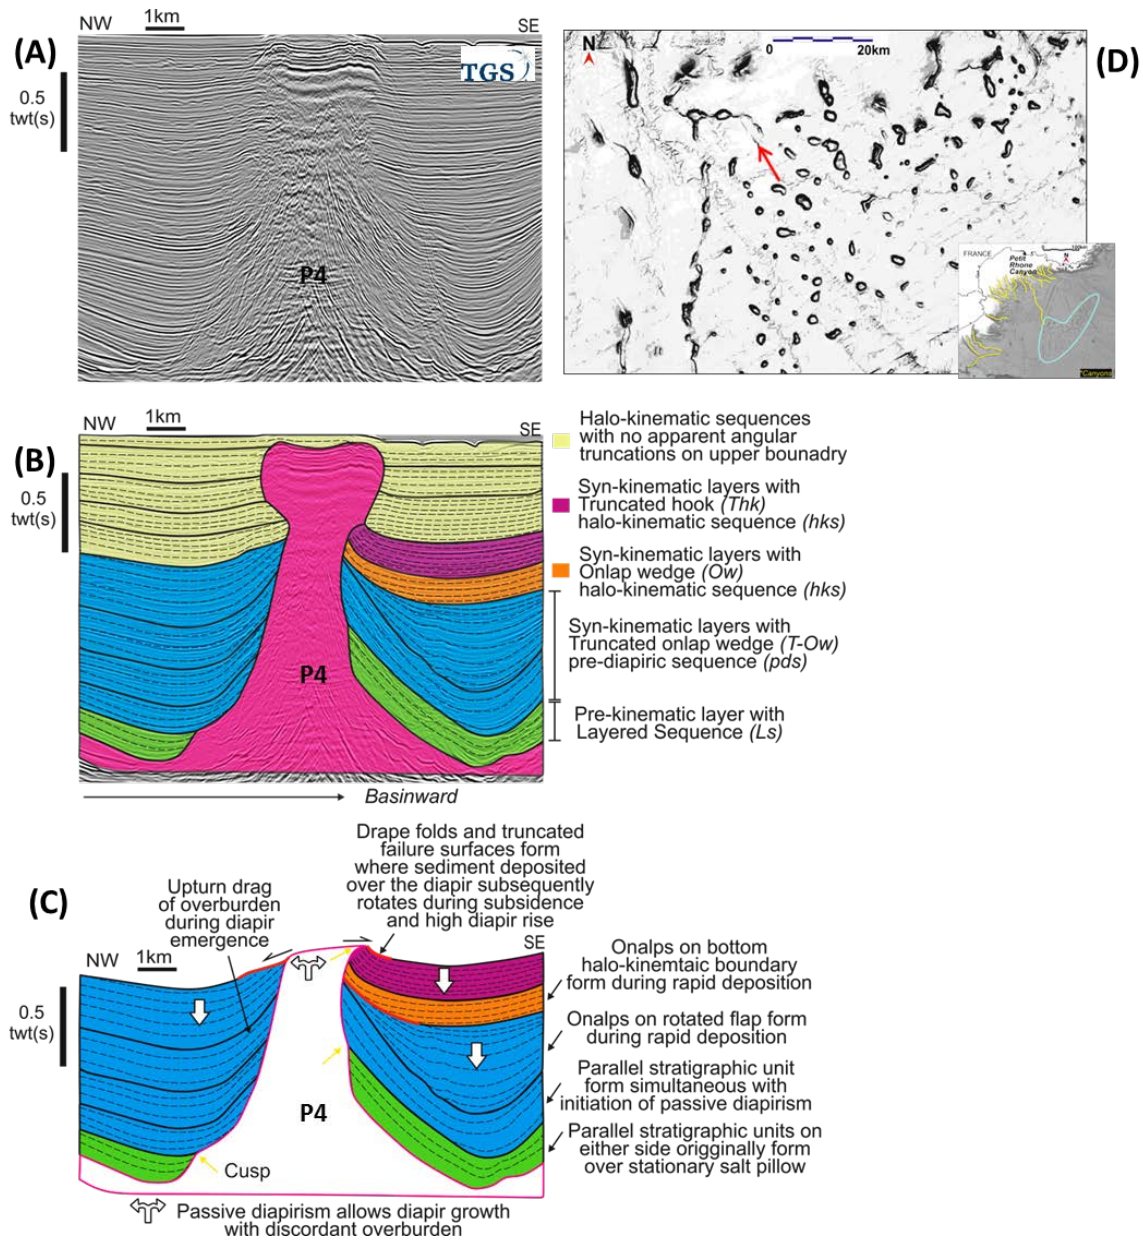 NW
1km
SE
(A)
TGS
0.5
twt(s)
P4
N
0
20km
(D)
FRANCE
5°
100km
N
Petit
Rhone
Canyon
Canyons
NW
1km
SE
(B)
0.5
twt(s)
P4
Basinward
Halo-kinematic sequences
with no apparent angular
truncations on upper bounadry
Syn-kinematic layers with
Truncated hook (Thk)
halo-kinematic sequence (hks)
Syn-kinematic layers with
Onlap wedge (Ow)
halo-kinematic sequence (hks)
Syn-kinematic layers with
Truncated onlap wedge (T-Ow)
pre-diapiric sequence (pds)
Pre-kinematic layer with
Layered Sequence (Ls)
(C)
Upturn drag
of overburden
during diapir
emergence
Drape folds and truncated
failure surfaces form
where sediment deposited
over the diapir subsequently
rotates during subsidence
and high diapir rise
NW
1km
SE
0.5
twt(s)
P4
Cusp
Onalps on bottom
halo-kinemtaic boundary
form during rapid deposition
Onalps on rotated flap form
during rapid deposition
Parallel stratigraphic unit
form simultaneous with
initiation of passive diapirism
Parallel stratigraphic units on
either side origginally form
over stationary salt pillow
Passive diapirism allows diapir growth
with discordant overburden